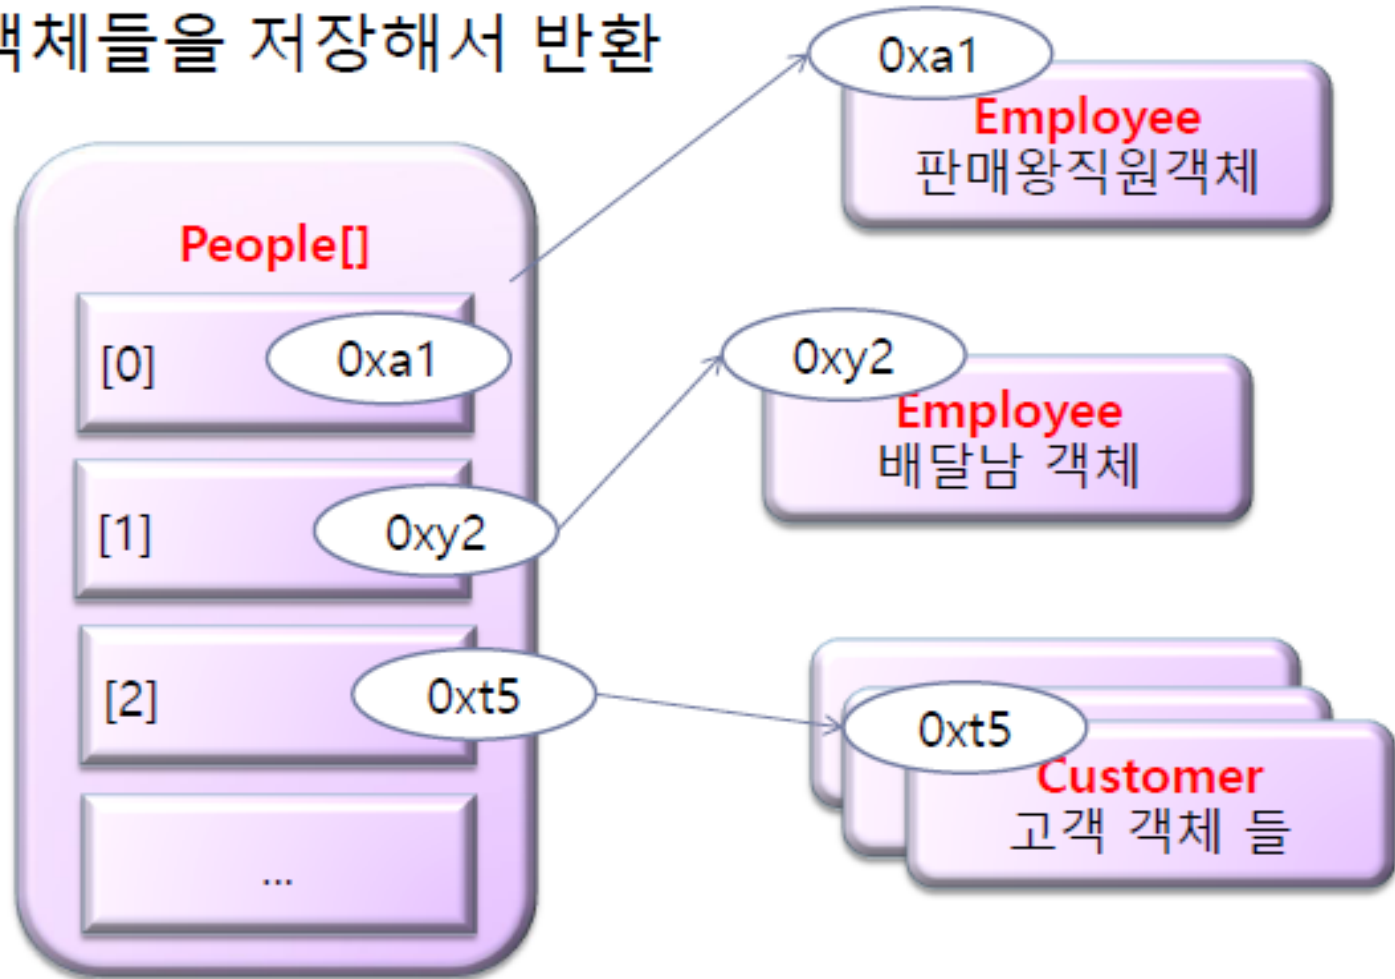 객체들을 저장해서 반환
People[]
[0] 0xa1
[1] 0xy2
[2] 0xt5
...
0xa1
Employee
판매왕직원객체
0xy2
Employee
배달남 객체
0xt5
Customer
고객 객체 들